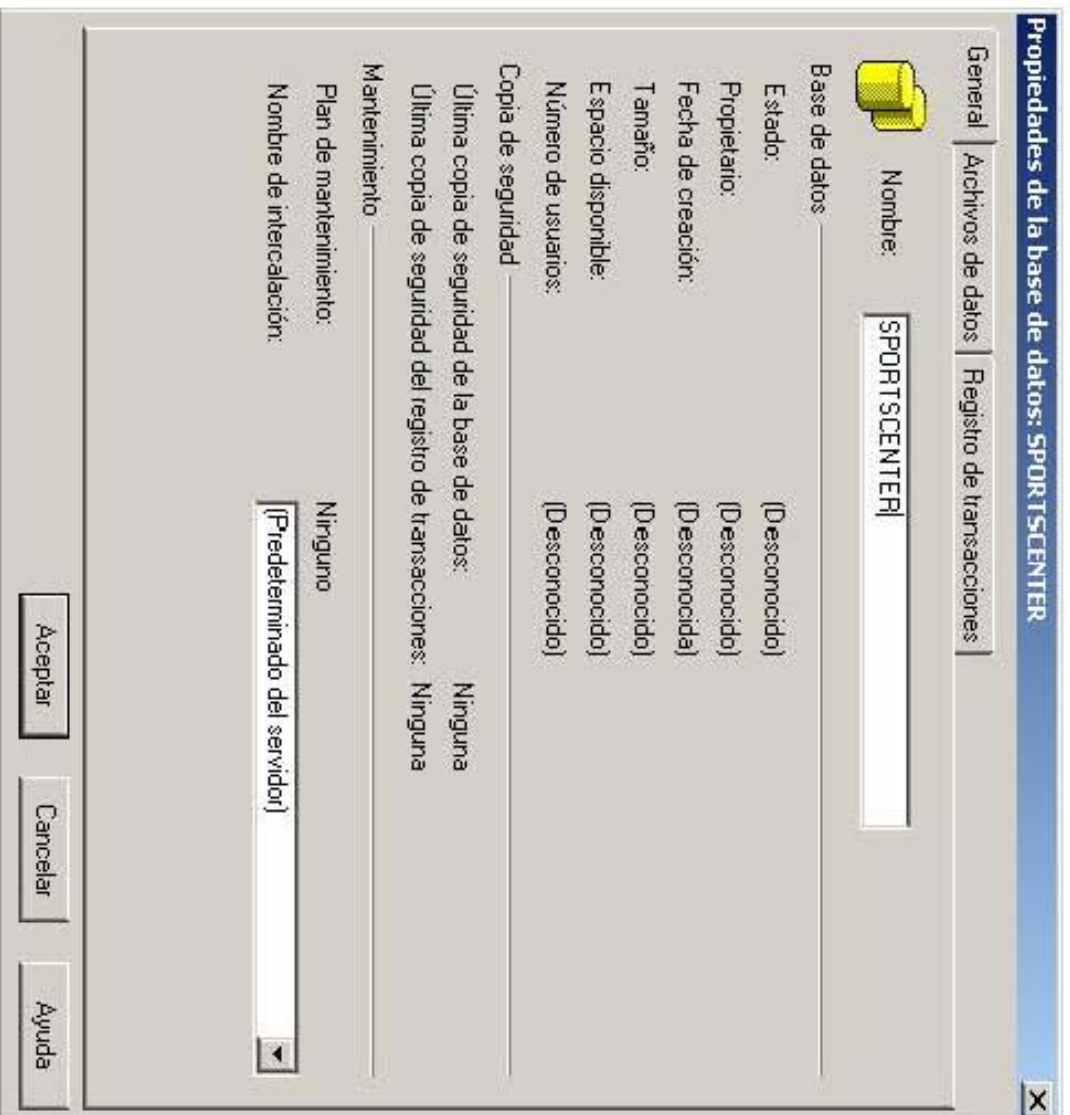 Propiedades de la base de datos: SPORTSCENTER
General Archivos de datos Registro de transacciones
Nombre: SPORTSCENTER
Base de datos
Estado: (Desconocido)
Propietario: (Desconocido)
Fecha de creación: (Desconocida)
Tamaño: (Desconocido)
Espacio disponible: (Desconocido)
Número de usuarios: (Desconocido)
Copia de seguridad
Última copia de seguridad de la base de datos: Ninguna
Última copia de seguridad del registro de transacciones: Ninguna
Mantenimiento
Plan de mantenimiento: Ninguno
Nombre de intercalación: (Predeterminado del servidor)
Aceptar Cancelar Ayuda